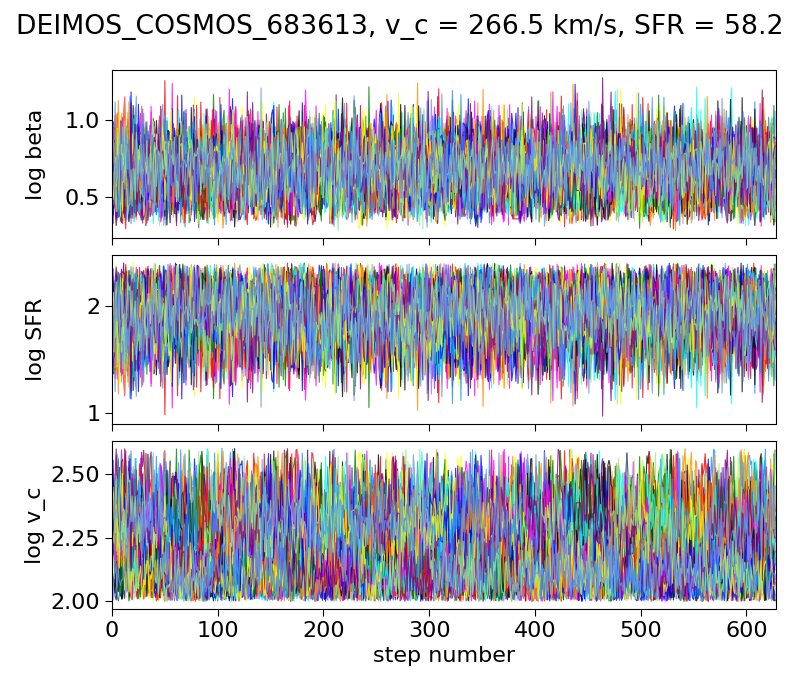 DEIMOS_COSMOS_683613, v_c = 266.5 km/s, SFR = 58.2
1.0
0.5
log beta
2
1
log SFR
2.50
2.25
2.00
log v_c
0 100 200 300 400 500 600
step number